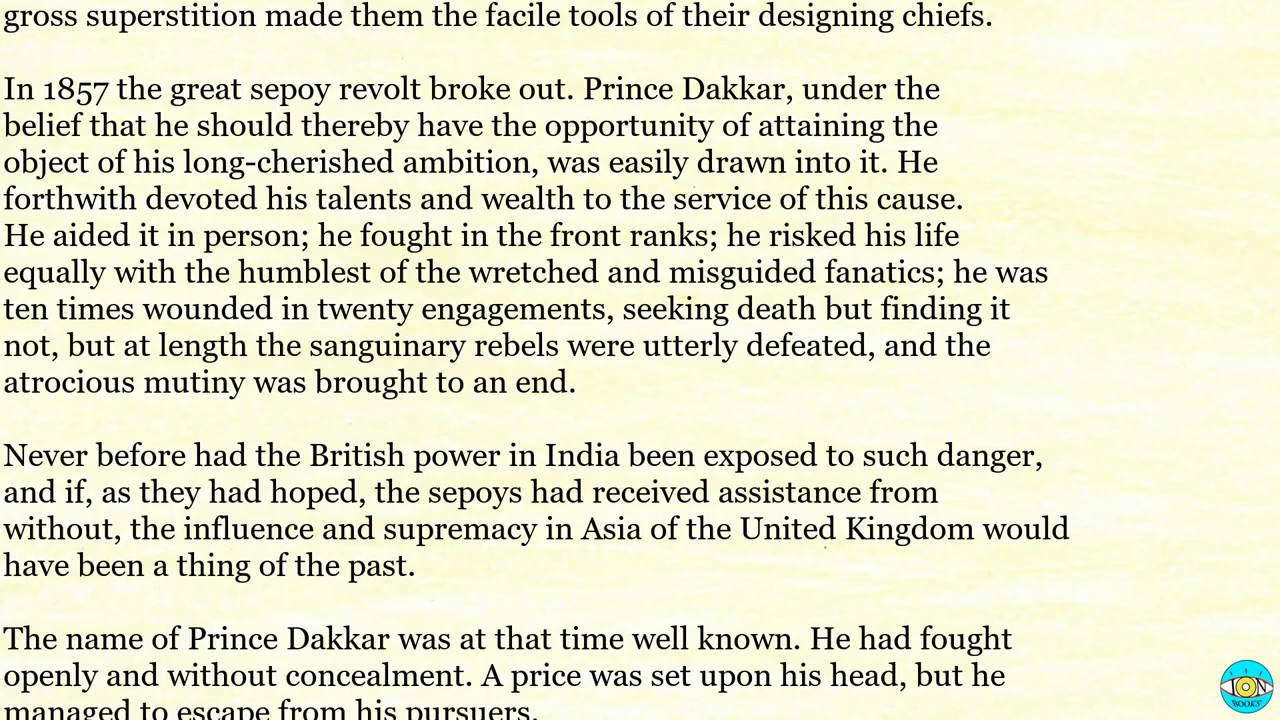 gross superstition made them the facile tools of their designing chiefs.
In 1857 the great sepoy revolt broke out. Prince Dakkar, under the
belief that he should thereby have the opportunity of attaining the
object of his long-cherished ambition, was easily drawn into it. He
forthwith devoted his talents and wealth to the service of this cause.
He aided it in person; he fought in the front ranks; he risked his life
equally with the humblest of the wretched and misguided fanatics; he was
ten times wounded in twenty engagements, seeking death but finding it
not, but at length the sanguinary rebels were utterly defeated, and the
atrocious mutiny was brought to an end.
Never before had the British power in India been exposed to such danger,
and if, as they had hoped, the sepoys had received assistance from
without, the influence and supremacy in Asia of the United Kingdom would
have been a thing of the past.
The name of Prince Dakkar was at that time well known. He had fought
openly and without concealment. A price was set upon his head, but he
managed to escape from his pursuers.
ION
BOOKS